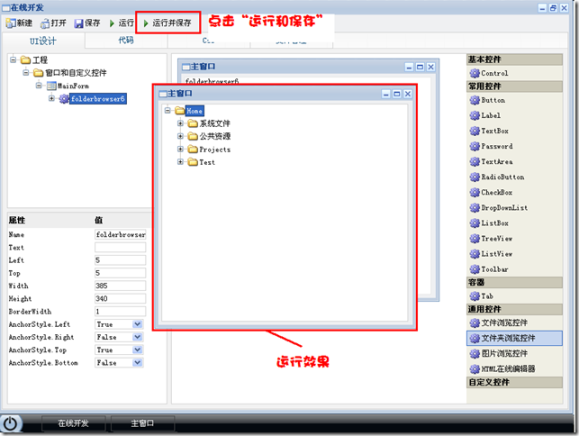 在线开发
新建 打开 保存 运行 运行并保存
点击“运行和保存”
UI设计 代码
工程
窗口和自定义控件
MainForm
folderbrowser6
主窗口
folderbrowser6
主窗口
Home
系统文件
公共资源
Projects
Test
运行效果
属性 值
Name folderbrowser
Text
Left 5
Top 5
Width 385
Height 340
BorderWidth 1
AnchorStyle.Left True
AnchorStyle.Right False
AnchorStyle.Top True
AnchorStyle.Bottom False
基本控件
Control
常用控件
Button
Label
TextBox
Password
TextArea
RadioButton
CheckBox
DropDownList
ListBox
TreeView
ListView
Toolbar
容器
Tab
通用控件
文件浏览控件
文件夹浏览控件
图片浏览控件
HTML在线编辑器
自定义控件
在线开发 主窗口